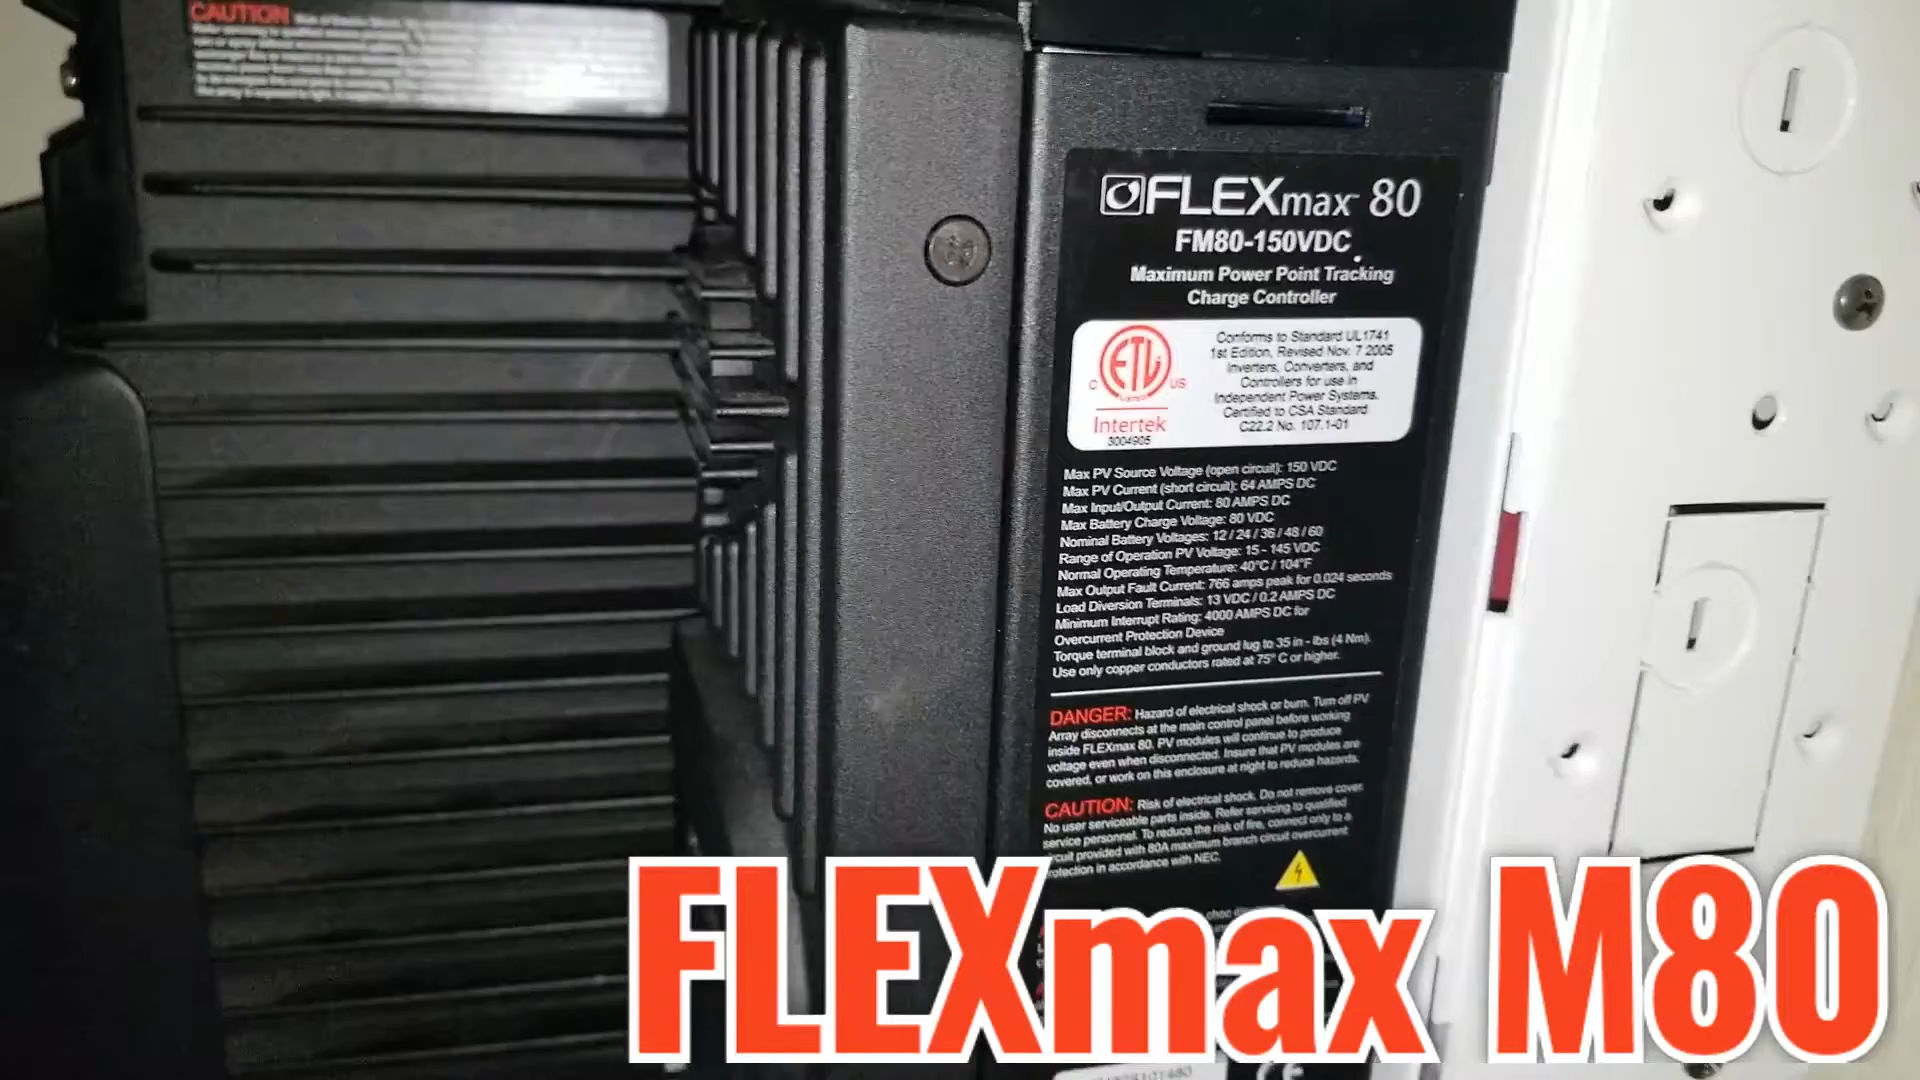 CAUTION
FLEXmax™ 80
FM80-150VDC
Maximum Power Point Tracking
Charge Controller
ETL
C US
Intertek
3004905
Conforms to Standard UL1741
1st Edition, Revised Nov. 7 2005
Inverters, Converters, and
Controllers for use in
Independent Power Systems.
Certified to CSA Standard
C22.2 No. 107.1-01
Max PV Source Voltage (open circuit): 150 VDC
Max PV Current (short circuit): 64 AMPS DC
Max Input/Output Current: 80 AMPS DC
Max Battery Charge Voltage: 80 VDC
Nominal Battery Voltages: 12 / 24 / 36 / 48 / 60
Range of Operation PV Voltage: 15 - 145 VDC
Normal Operating Temperature: 40°C / 104°F
Max Output Fault Current: 766 amps peak for 0.024 seconds
Load Diversion Terminals: 13 VDC / 0.2 AMPS DC
Minimum Interrupt Rating: 4000 AMPS DC for
Overcurrent Protection Device
Torque terminal block and ground lug to 35 in - lbs (4 Nm).
Use only copper conductors rated at 75° C or higher.
DANGER: Hazard of electrical shock or burn. Turn off PV
Array disconnects at the main control panel before working
inside FLEXmax 80. PV modules will continue to produce
voltage even when disconnected. Insure that PV modules are
covered, or work on this enclosure at night to reduce hazards.
CAUTION: Risk of electrical shock. Do not remove cover.
No user serviceable parts inside. Refer servicing to qualified
service personnel. To reduce the risk of fire, connect only to a
circuit provided with 80A maximum branch circuit overcurrent
protection in accordance with NEC.
FLEXmax M80
CE